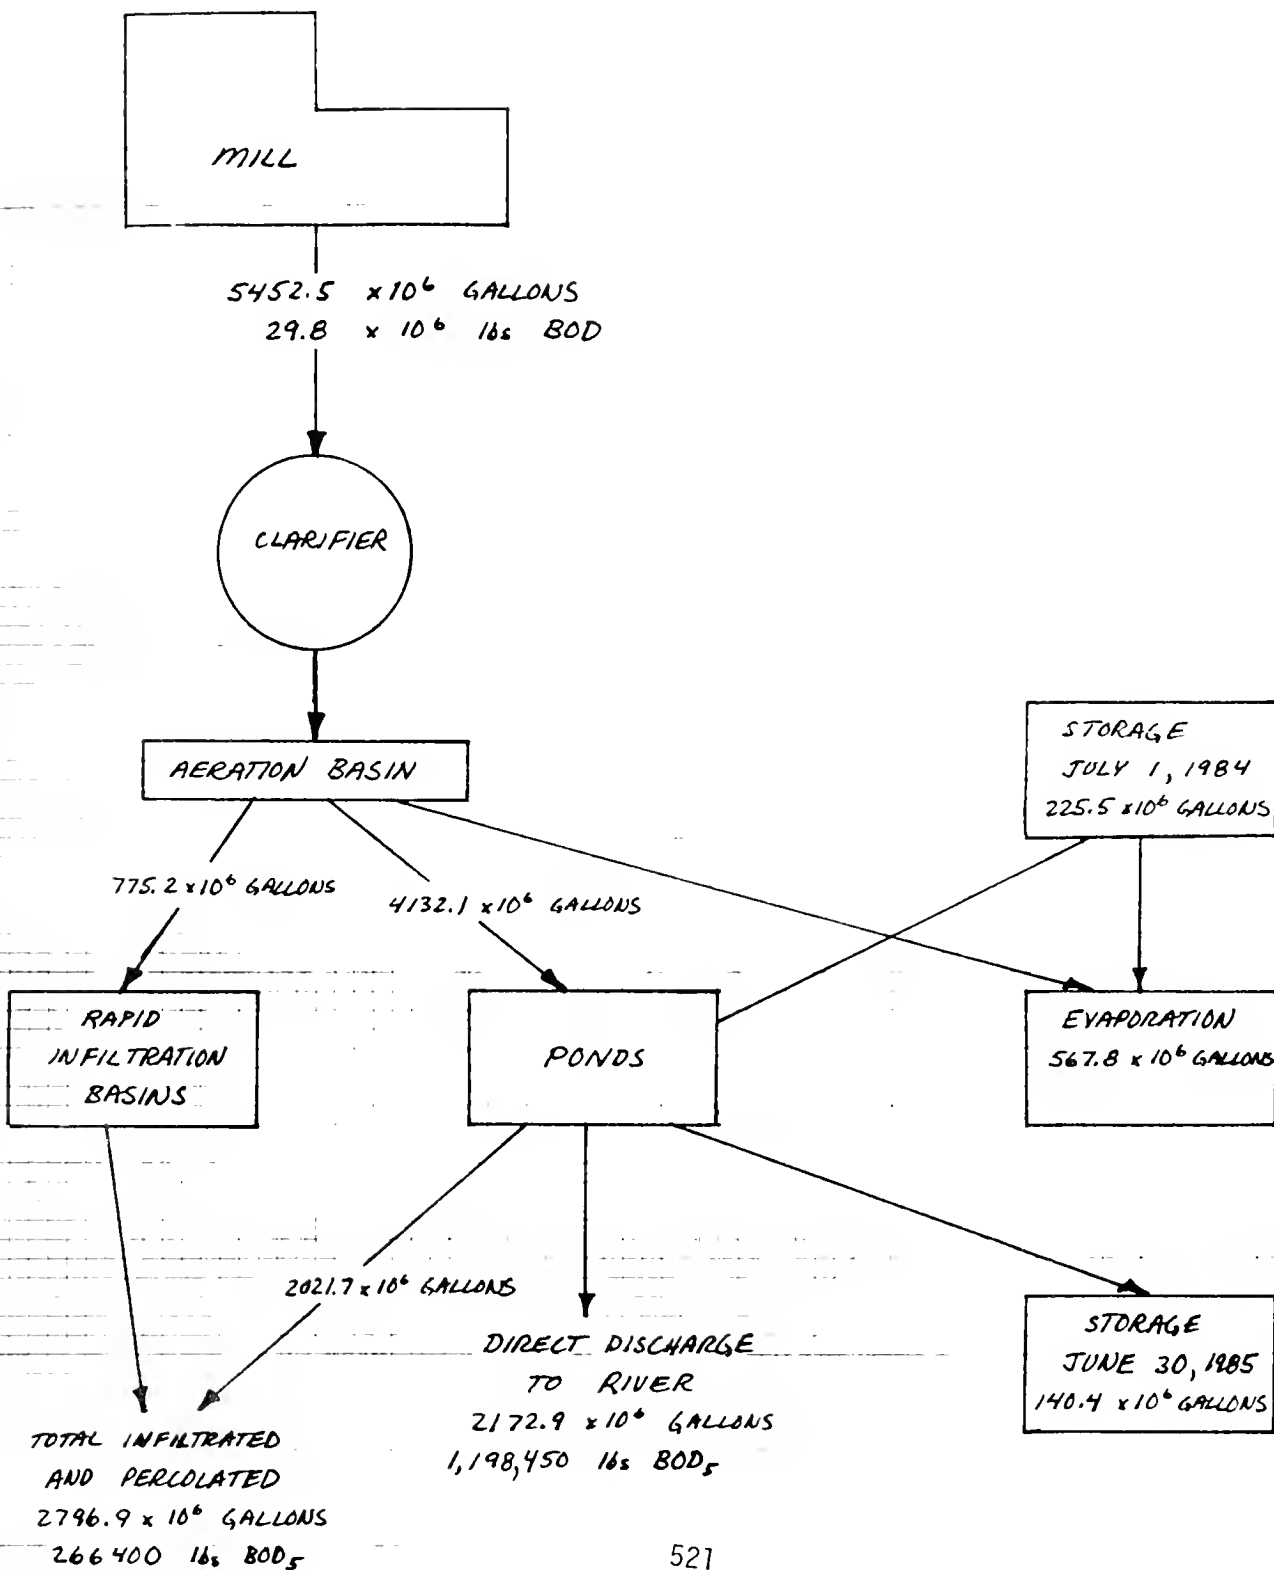 MILL
5452.5 x 10⁶ GALLONS
29.8 x 10⁶ lbs BOD
CLARIFIER
AERATION BASIN
STORAGE
JULY 1, 1984
225.5 x10⁶ GALLONS
775.2 x 10⁶ GALLONS
4132.1 x 10⁶ GALLONS
RAPID
INFILTRATION
BASINS
PONDS
EVAPORATION
567.8 x 10⁶ GALLONS
2021.7 x 10⁶ GALLONS
DIRECT DISCHARGE
TO RIVER
2172.9 x 10⁶ GALLONS
1,198,450 lbs BOD₅
STORAGE
JUNE 30, 1985
140.4 x 10⁶ GALLONS
TOTAL INFILTRATED
AND PERCOLATED
2796.9 x 10⁶ GALLONS
266400 lbs BOD₅
521